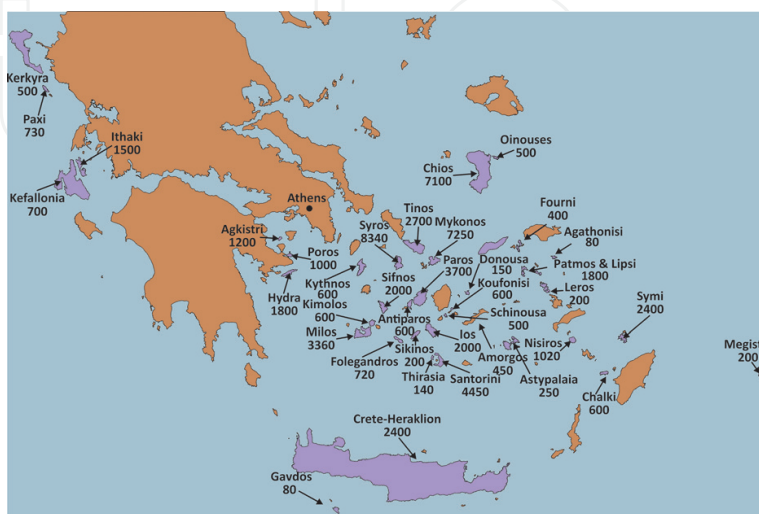 Kerkyra
500
Paxi
730
Ithaki
1500
Kefallonia
700
Athens
Agkistri
1200
Poros
1000
Hydra
1800
Oinouses
500
Chios
7100
Tinos
2700
Mykonos
7250
Syros
8340
Kythnos
600
Kimolos
600
Milos
3360
Sifnos
2000
Paros
3700
Antiparos
600
Folegandros
720
Sikinos
200
Ios
2000
Thirasia
140
Santorini
4450
Donousa
150
Koufonisi
600
Schinousa
500
Amorgos
450
Astypalaia
250
Fourni
400
Agathonisi
80
Patmos & Lipsi
1800
Leros
200
Nisiros
1020
Symi
2400
Chalki
600
Megist
200
Crete-Heraklion
2400
Gavdos
80